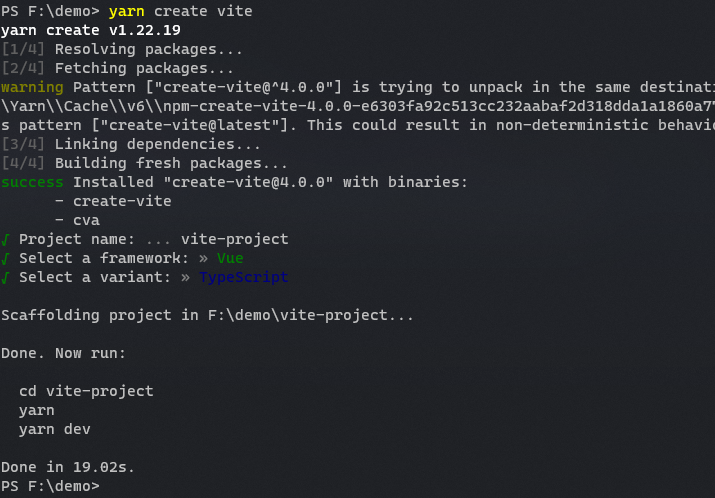 PS F:\demo> yarn create vite
yarn create v1.22.19
[1/4] Resolving packages...
[2/4] Fetching packages...
warning Pattern ["create-vite@^4.0.0"] is trying to unpack in the same destinati
\Yarn\\Cache\\v6\\npm-create-vite-4.0.0-e6303fa92c513cc232aabaf2d318dda1a1860a7
s pattern ["create-vite@latest"]. This could result in non-deterministic behavio
[3/4] Linking dependencies...
[4/4] Building fresh packages...
success Installed "create-vite@4.0.0" with binaries:
      - create-vite
      - cva
√ Project name: ... vite-project
√ Select a framework: » Vue
√ Select a variant: » TypeScript
Scaffolding project in F:\demo\vite-project...
Done. Now run:
  cd vite-project
  yarn
  yarn dev
Done in 19.02s.
PS F:\demo>